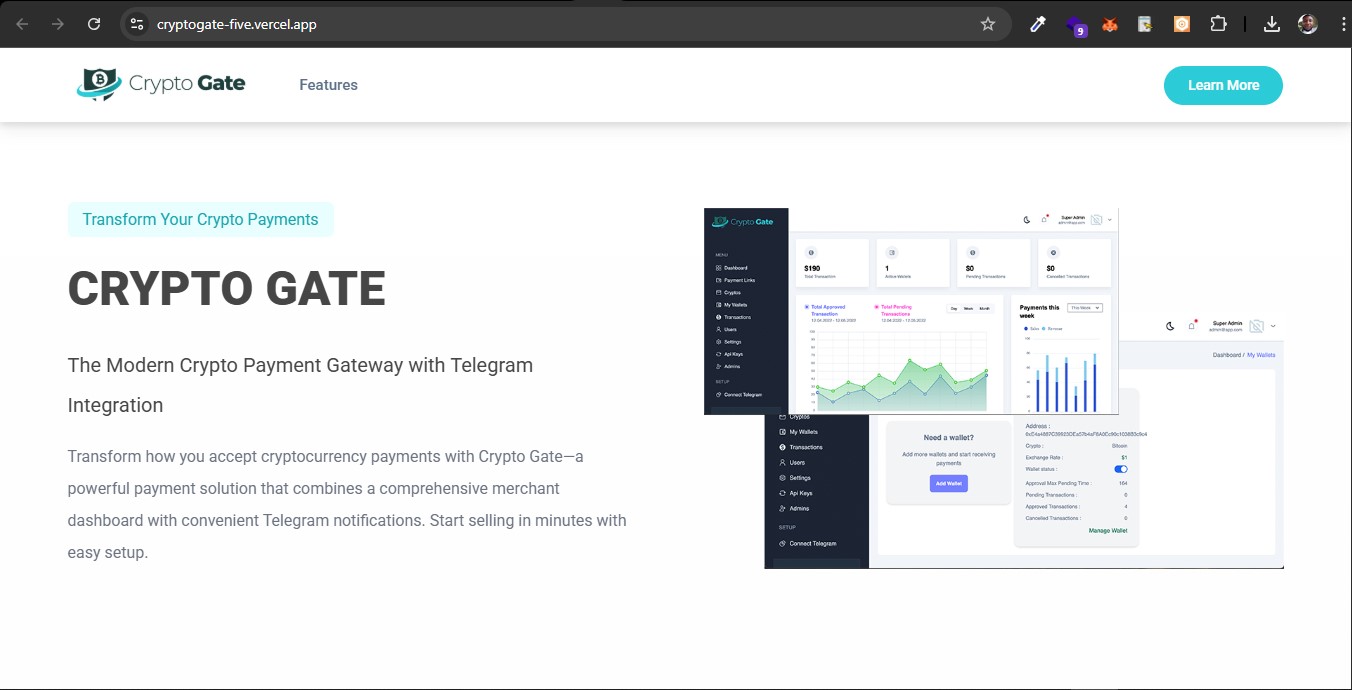 cryptogate-five.vercel.app
9
Crypto Gate
Features
Learn More
Transform Your Crypto Payments
CRYPTO GATE
The Modern Crypto Payment Gateway with Telegram
Integration
Transform how you accept cryptocurrency payments with Crypto Gate—a
powerful payment solution that combines a comprehensive merchant
dashboard with convenient Telegram notifications. Start selling in minutes with
easy setup.
Crypto Gate
MENU
Dashboard
Payment Links
Cryptos
My Wallets
Transactions
Users
Settings
Api Keys
Admins
SETUP
Connect Telegram
Super Admin
admin@app.com
$190
Total Transaction
1
Active Wallets
$0
Pending Transactions
$0
Cancelled Transactions
Total Approved
Transaction
Total Pending
Transactions
Day Week Month
Payments this
week
This Week
Sales Revenue
Super Admin
admin@app.com
Dashboard / My Wallets
Cryptos
My Wallets
Transactions
Users
Settings
Api Keys
Admins
SETUP
Connect Telegram
Need a wallet?
Add more wallets and start receiving
payments
Add Wallet
Address :
Crypto : Bitcoin
Exchange Rate : $1
Wallet status :
Approval Max Pending Time : 164
Pending Transactions : 6
Approved Transactions : 4
Cancelled Transactions : 6
Manage Wallet